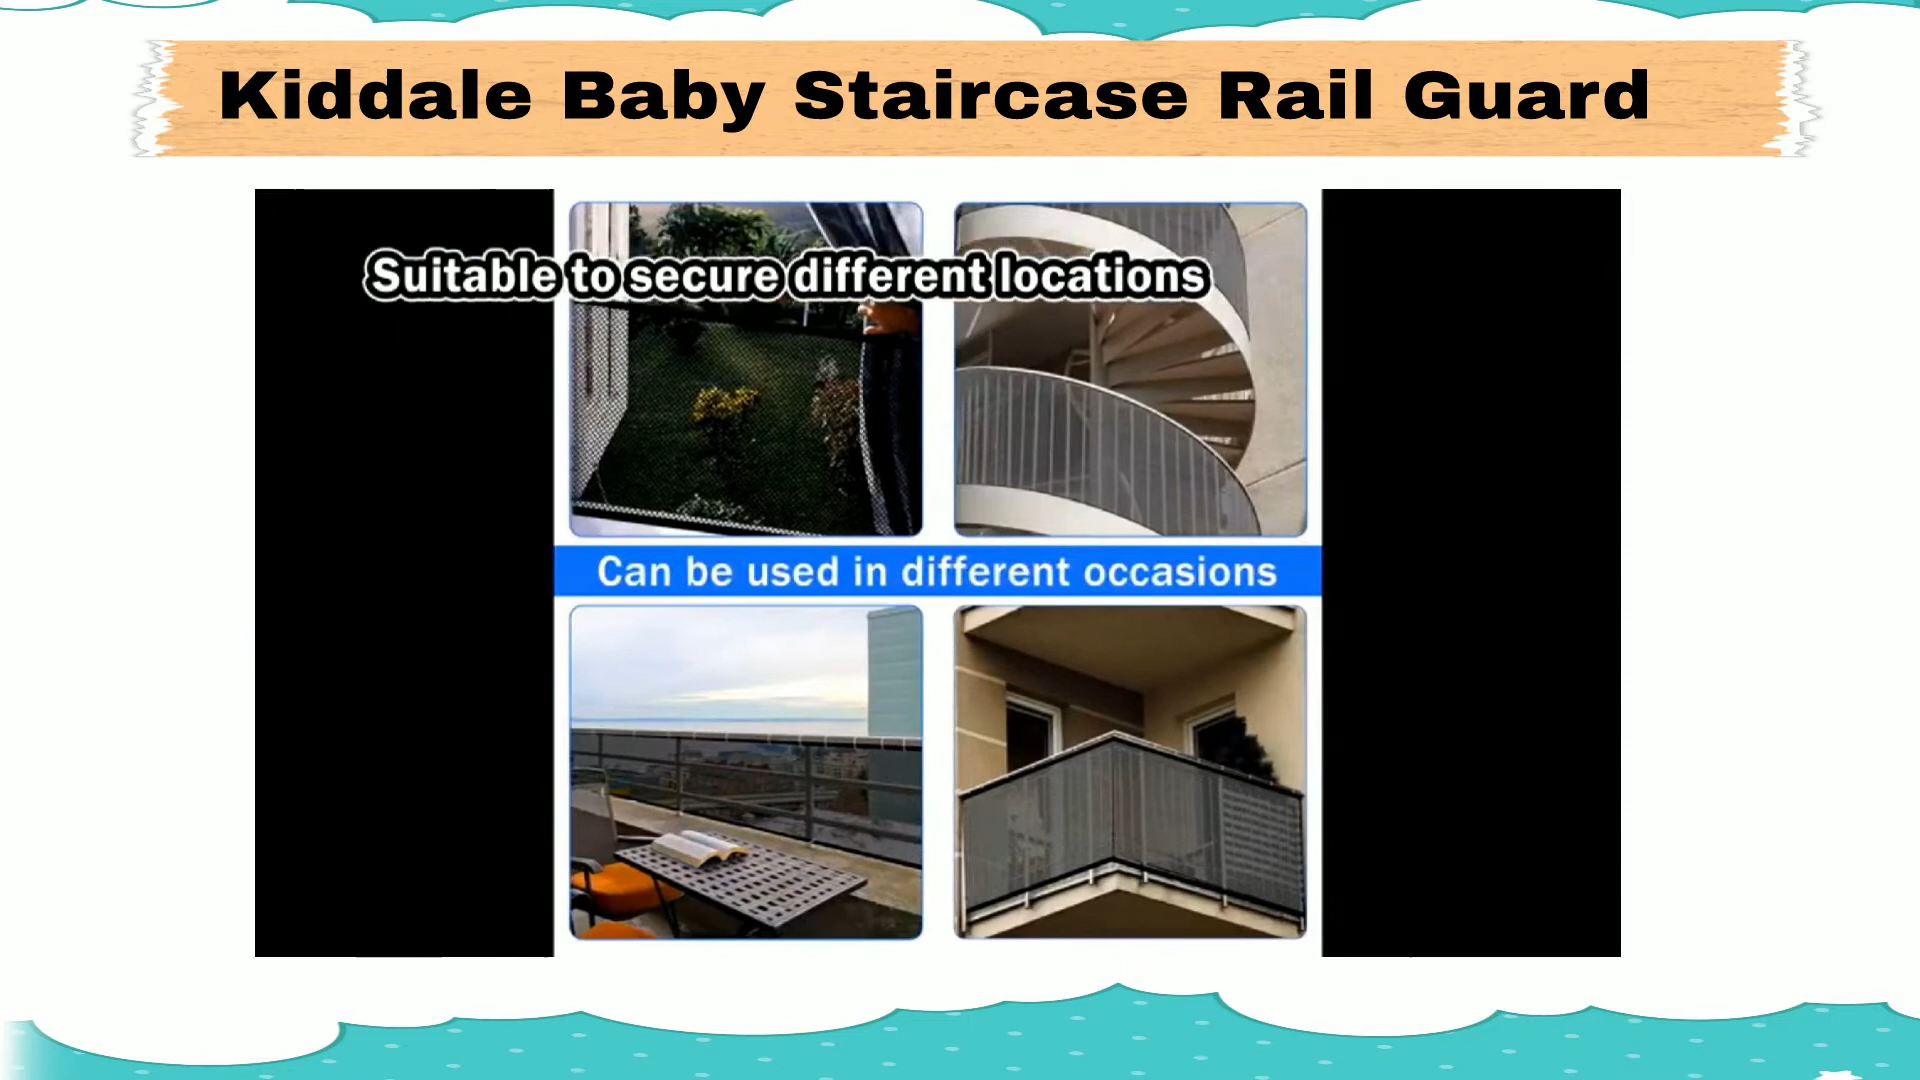 Kiddale Baby Staircase Rail Guard
Suitable to secure different locations
Can be used in different occasions